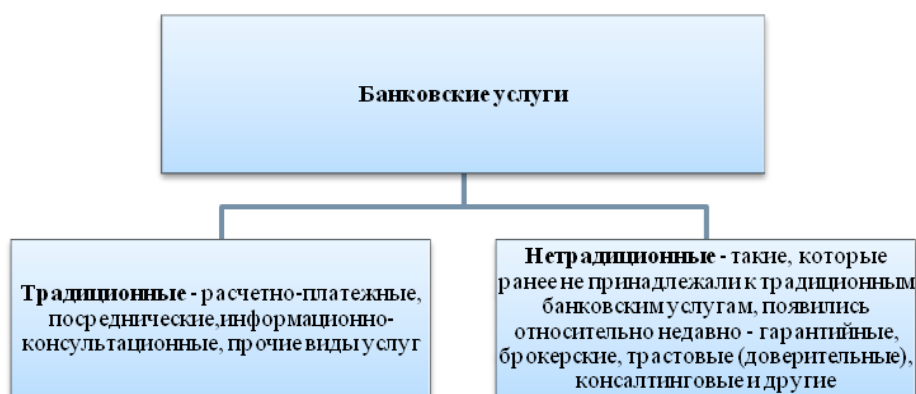 Банковские услуги
Традиционные - расчетно-платежные,
посреднические,информационно-
консультационные, прочие виды услуг
Нетрадиционные - такие, которые
ранее не принадлежали к традиционным
банковским услугам, появились
относительно недавно - гарантийные,
брокерские, трастовые (доверительные),
консалтинговые и другие